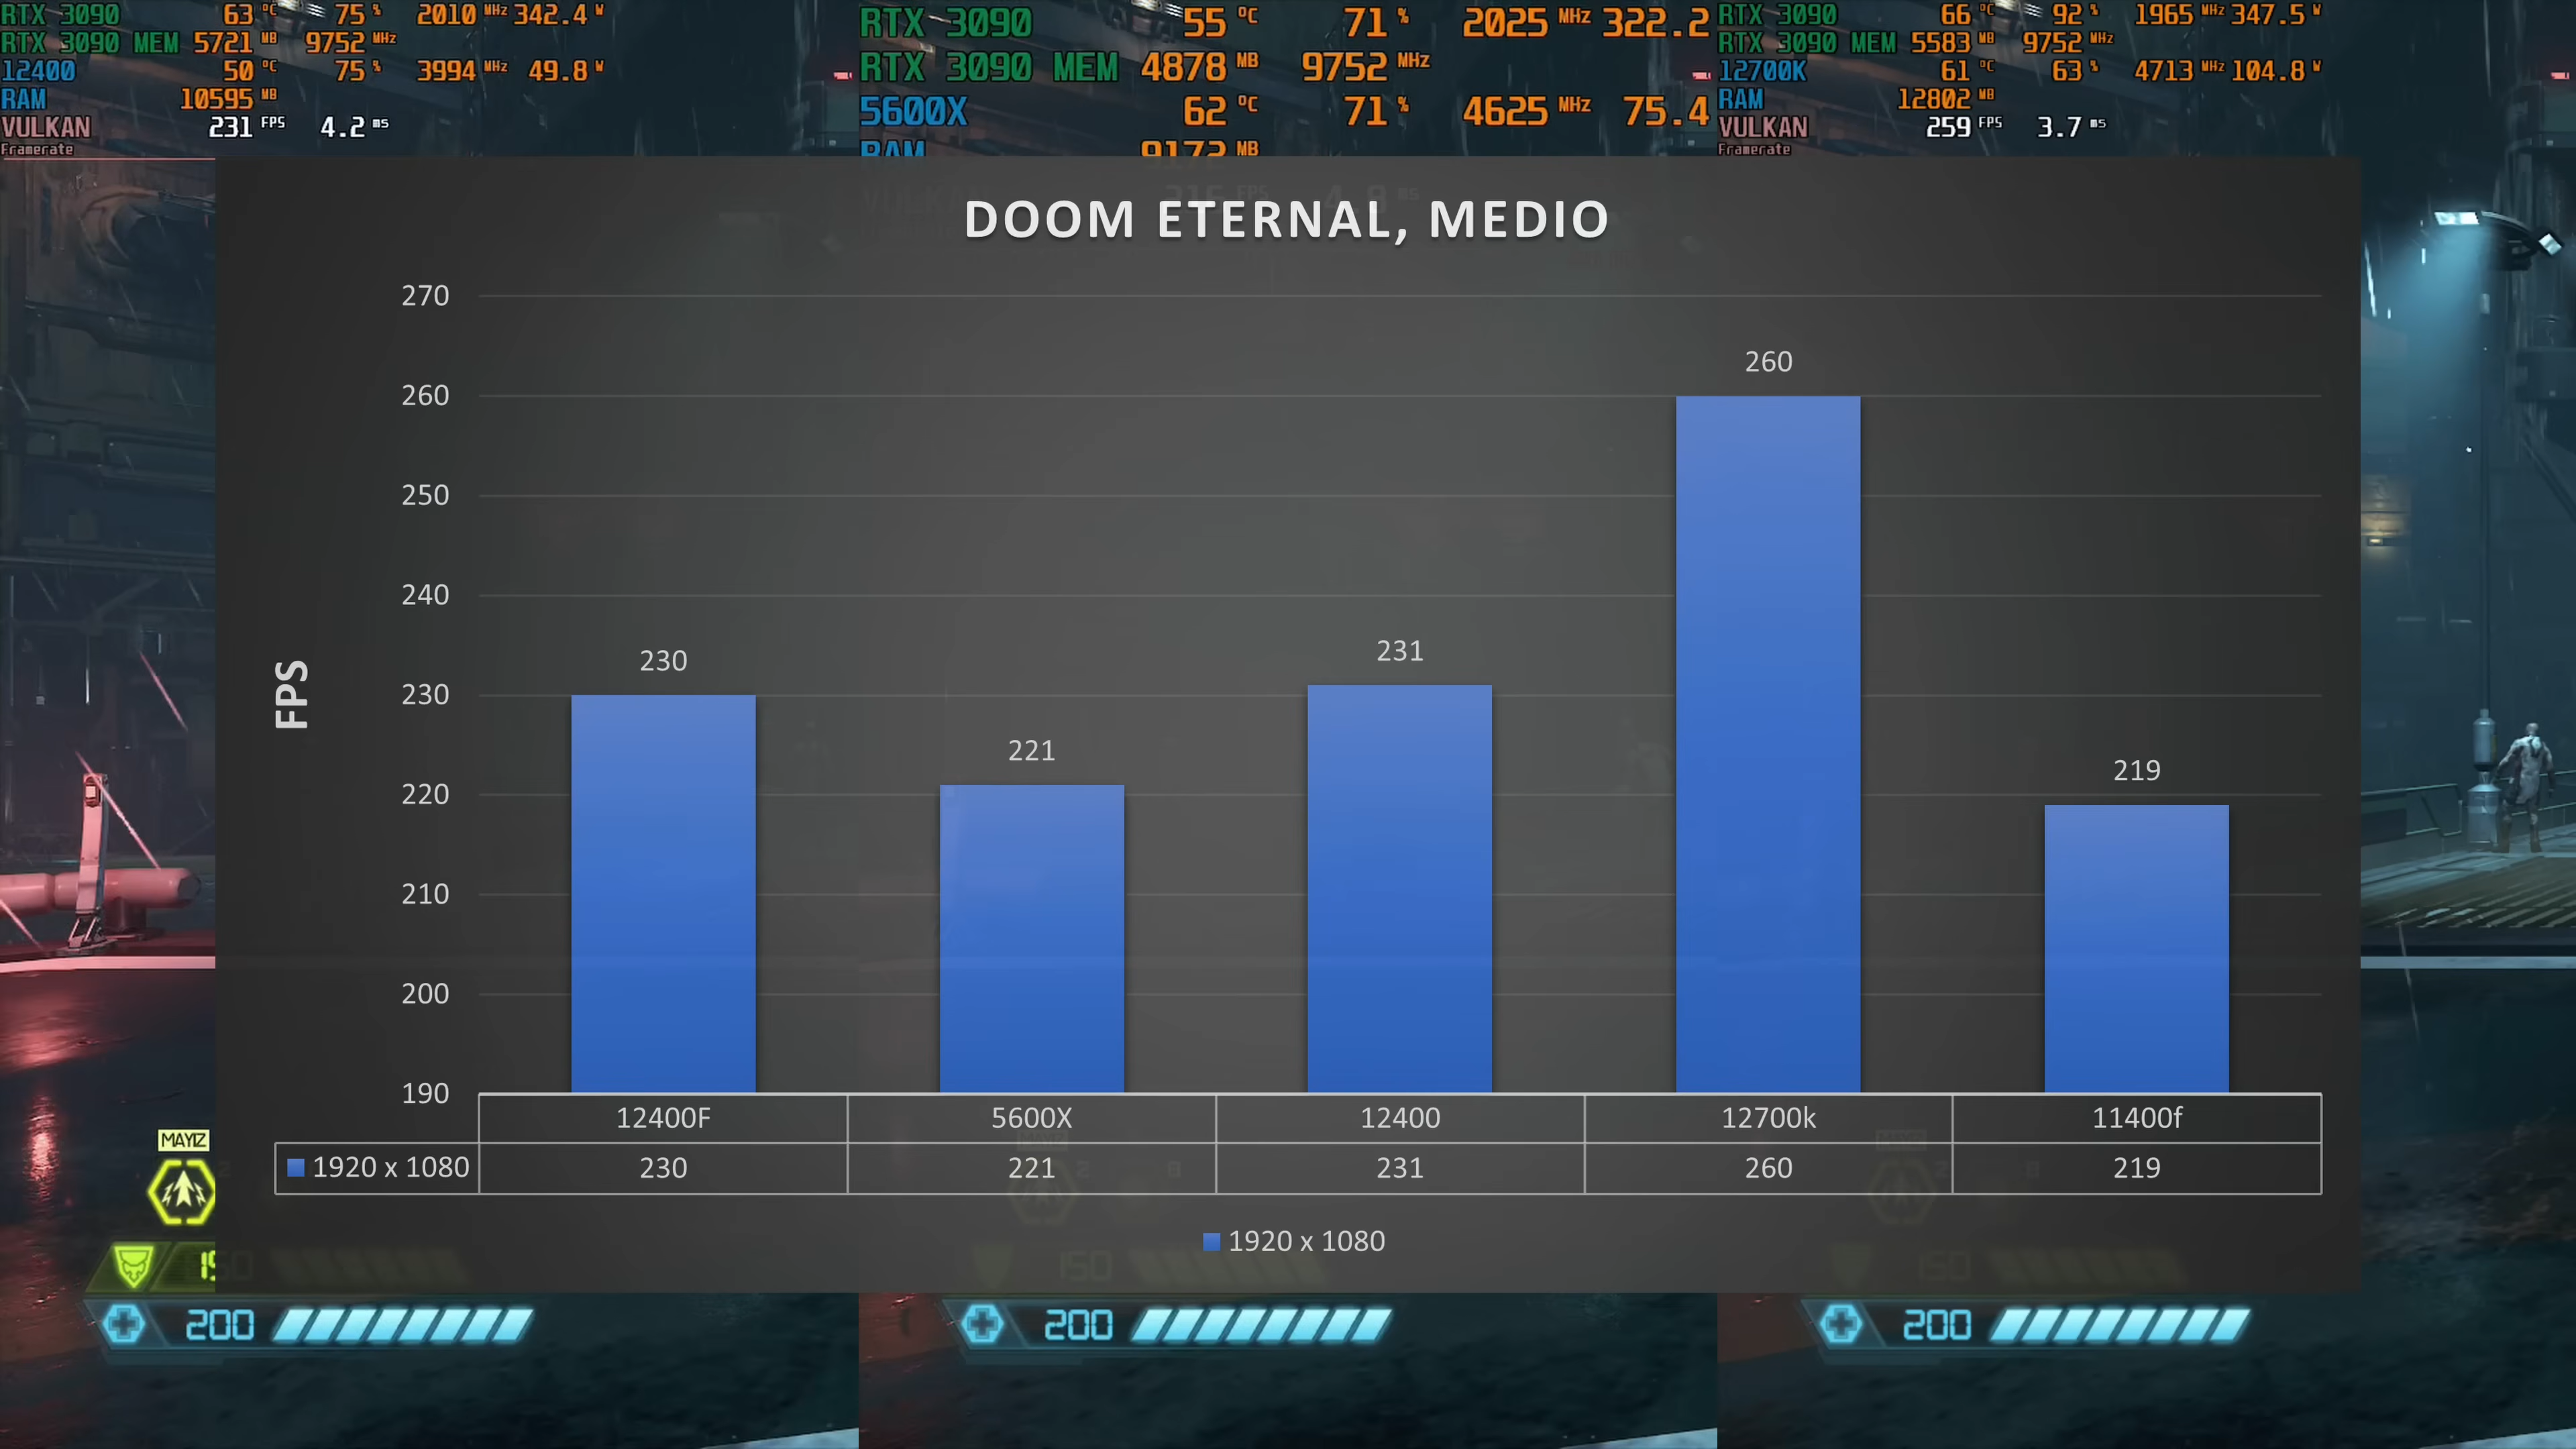 RTX 3090 63 °C 75 % 2010 MHz 342.4 W
RTX 3090 MEM 5721 MB 9752 MHz
12400 50 °C 75 % 3994 MHz 49.8 W
RAM 10595 MB
VULKAN 231 FPS 4.2 ms
Framerate
RTX 3090 55 °C 71 % 2025 MHz 322.2
RTX 3090 MEM 4878 MB 9752 MHz
5600X 62 °C 71 % 4625 MHz 75.4
RAM 9172 MB
RTX 3090 66 °C 92 % 1965 MHz 347.5 W
RTX 3090 MEM 5583 MB 9752 MHz
12700K 61 °C 63 % 4713 MHz 104.8 W
RAM 12802 MB
VULKAN 259 FPS 3.7 ms
Framerate
DOOM ETERNAL, MEDIO
FPS
270
260
250
240
230
220
210
200
190
230
221
231
260
219
12400F 5600X 12400 12700k 11400f
1920 x 1080 230 221 231 260 219
1920 x 1080
MAYIZ
150
150
150
200
200
200